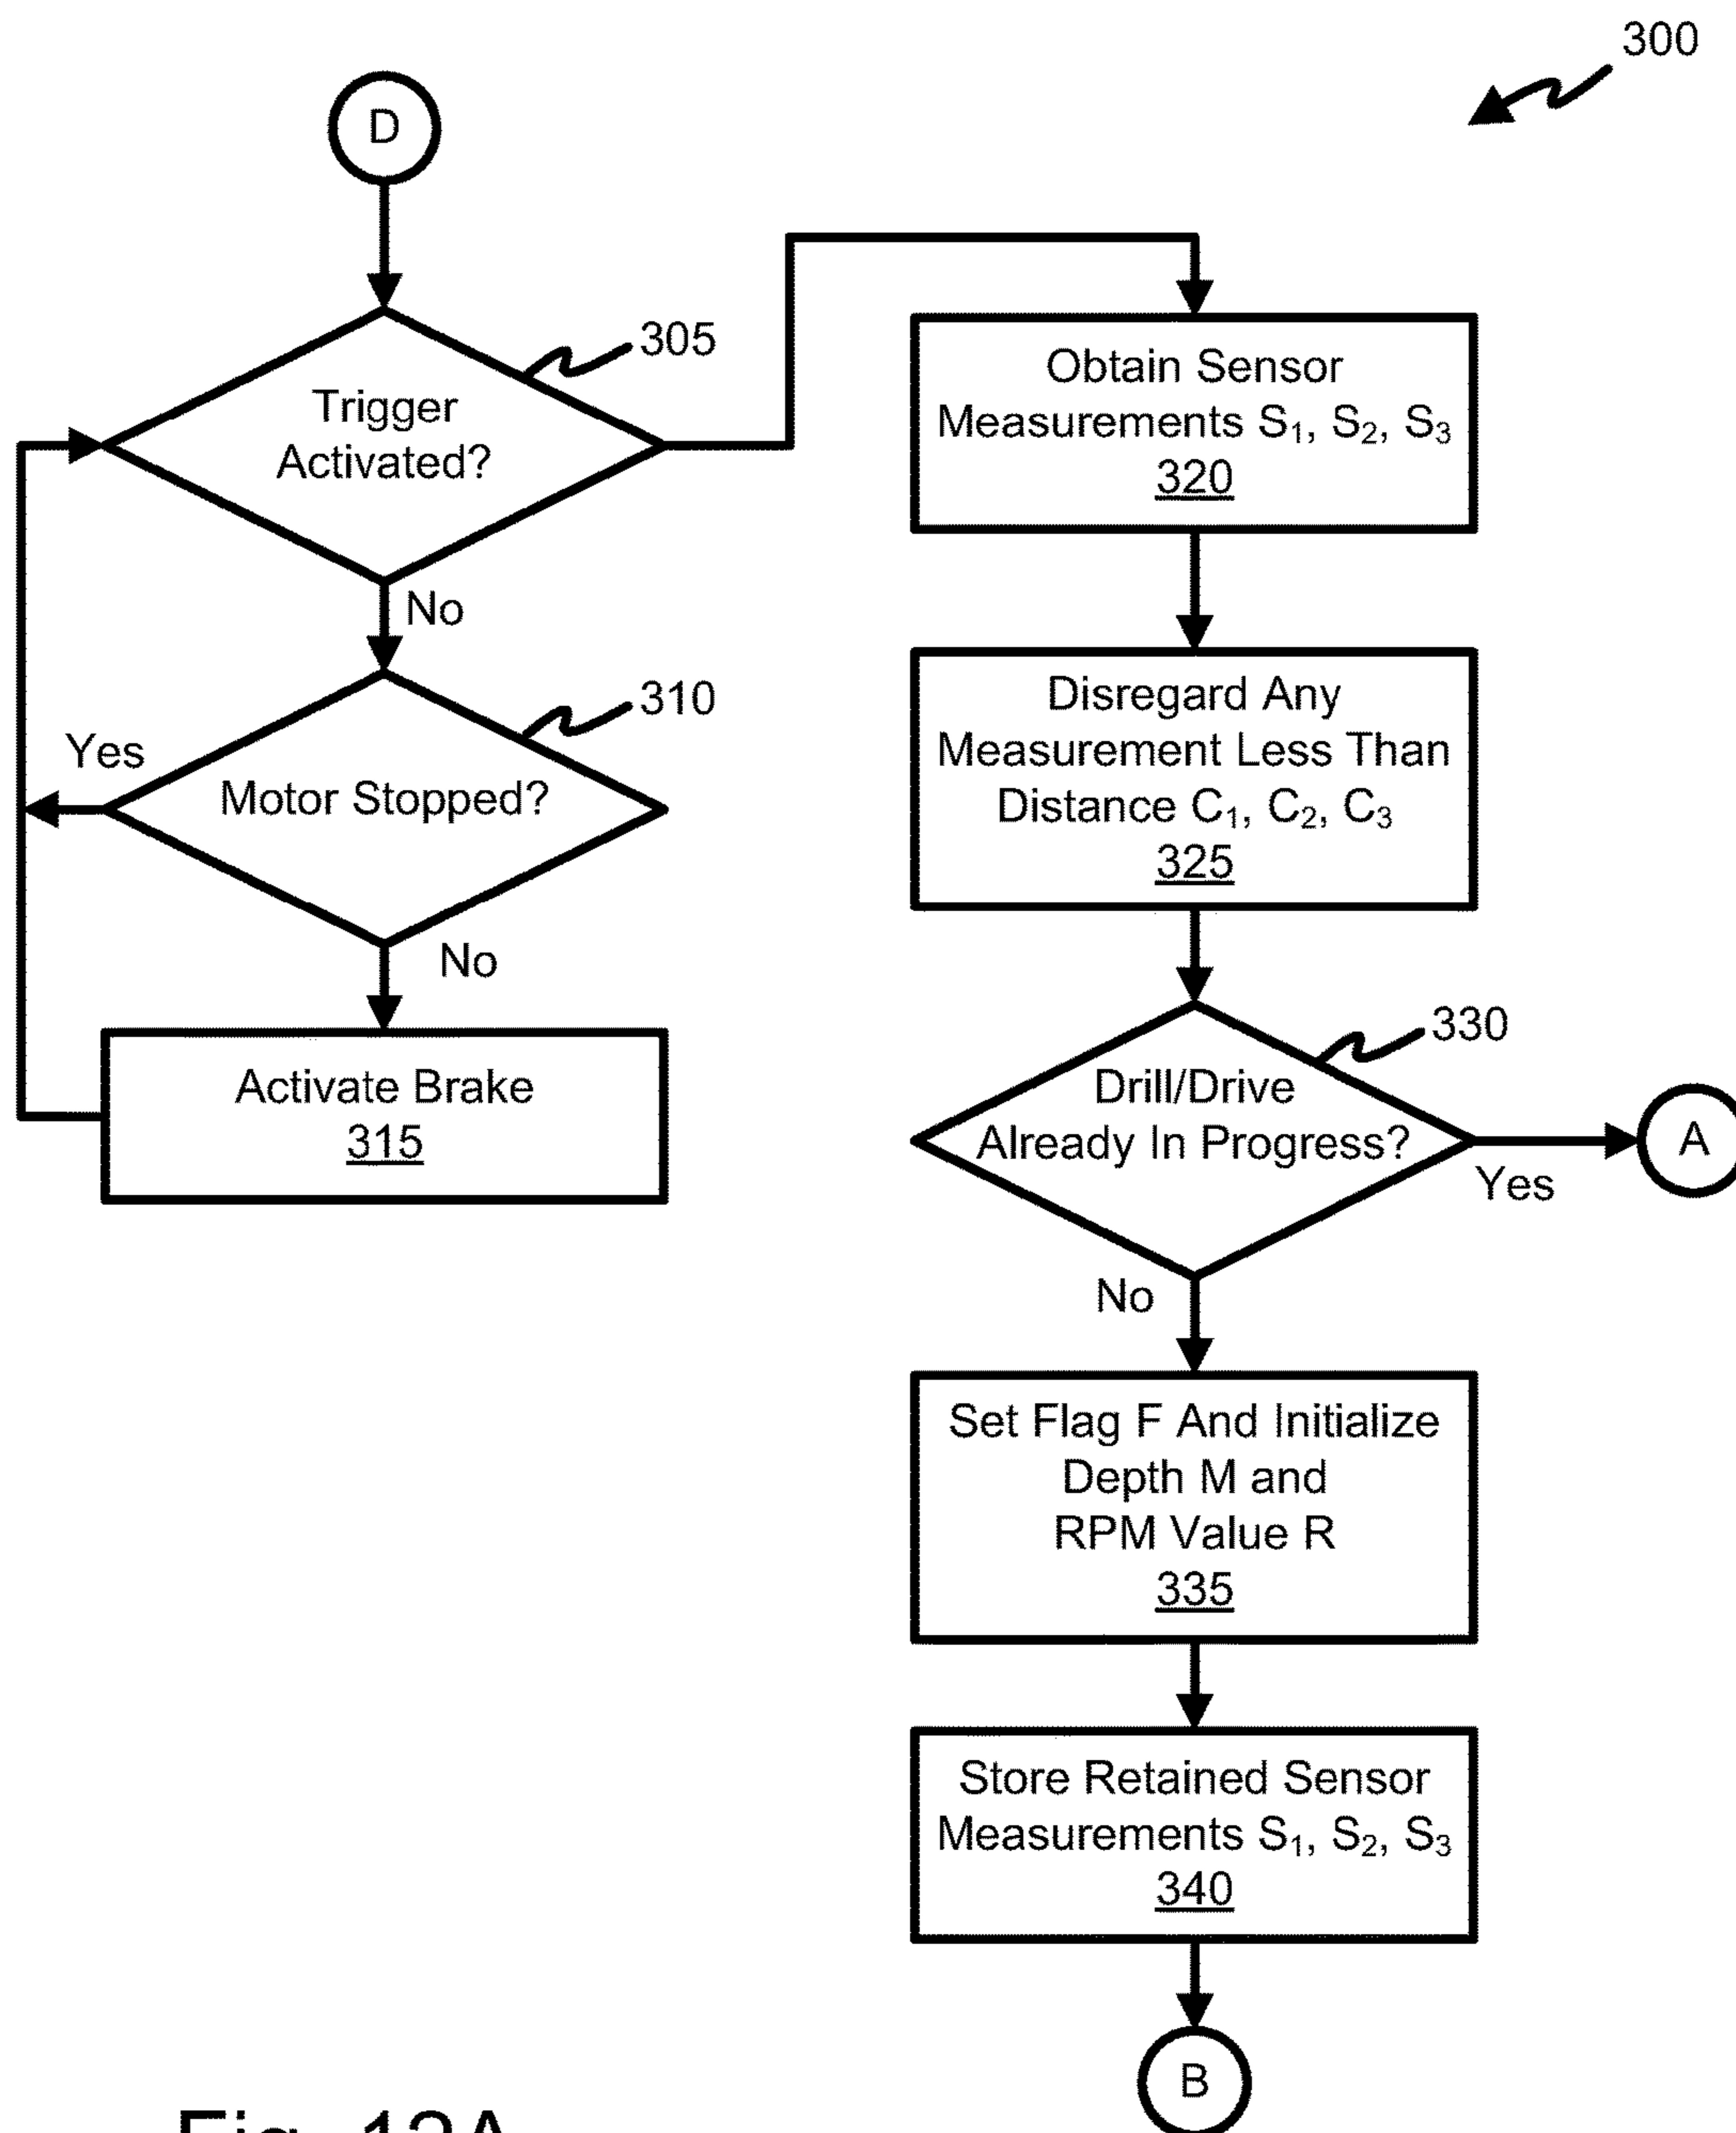 300
D
305
Trigger
Activated?
No
310
Yes
Motor Stopped?
No
Activate Brake
315
Obtain Sensor
Measurements S₁, S₂, S₃
320
Disregard Any
Measurement Less Than
Distance C₁, C₂, C₃
325
330
Drill/Drive
Already In Progress?
Yes
A
No
Set Flag F And Initialize
Depth M and
RPM Value R
335
Store Retained Sensor
Measurements S₁, S₂, S₃
340
B